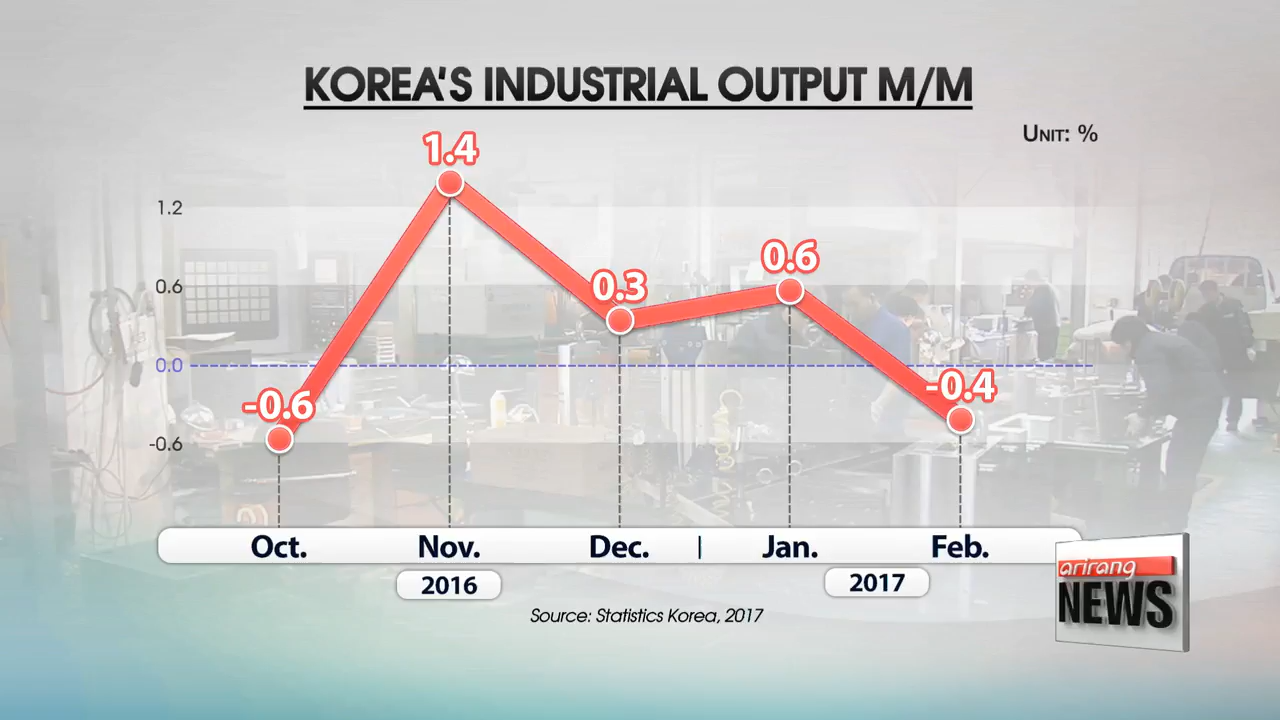 KOREA'S INDUSTRIAL OUTPUT M/M
UNIT: %
1.4
1.2
0.6
0.6
0.3
0.0
-0.6
-0.4
-0.6
Oct. Nov. Dec. | Jan. Feb.
2016 2017
Source: Statistics Korea, 2017
arirang
NEWS